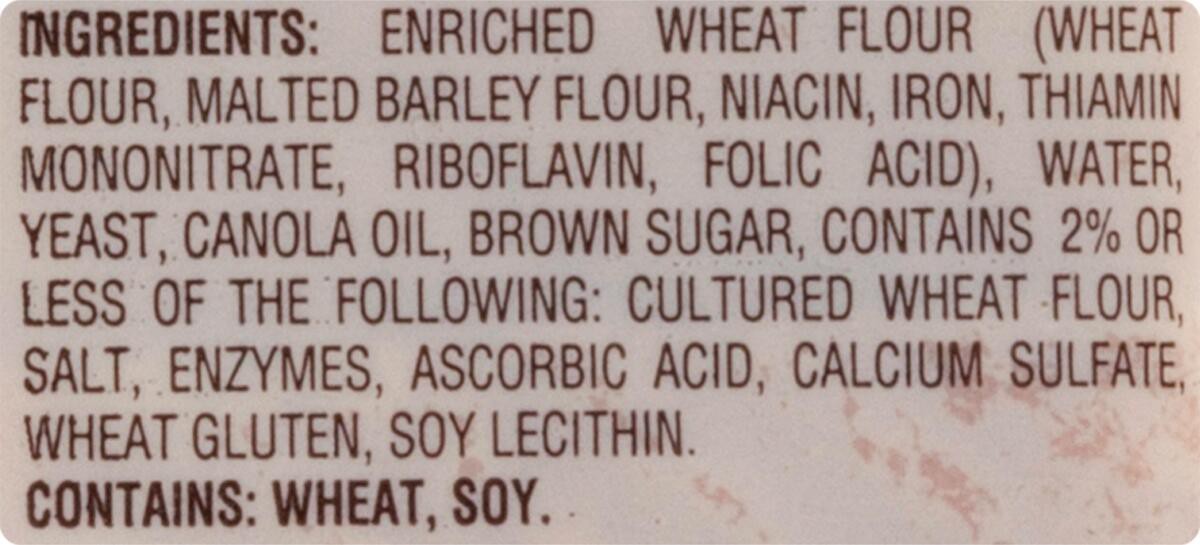 INGREDIENTS: ENRICHED WHEAT FLOUR (WHEAT
FLOUR, MALTED BARLEY FLOUR, NIACIN, IRON, THIAMIN
MONONITRATE, RIBOFLAVIN, FOLIC ACID), WATER,
YEAST, CANOLA OIL, BROWN SUGAR, CONTAINS 2% OR
LESS OF THE FOLLOWING: CULTURED WHEAT FLOUR,
SALT, ENZYMES, ASCORBIC ACID, CALCIUM SULFATE,
WHEAT GLUTEN, SOY LECITHIN.
CONTAINS: WHEAT, SOY.